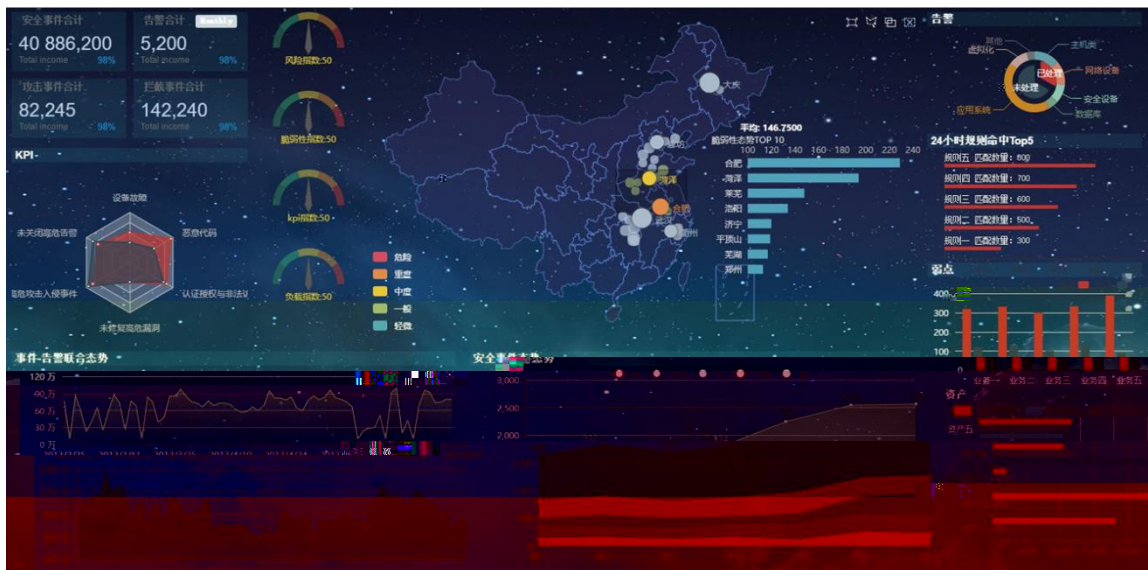 安全事件合计
40 886,200
Total income 98%
告警合计 Monthly
5,200
Total income 98%
攻击事件合计
82,245
Total income 98%
拦截事件合计
142,240
Total income 98%
风险指数:50
脆弱性指数:50
kpi指数:50
负载指数:50
KPI
设备故障
未关闭高危告警
恶意代码
高危攻击入侵事件
认证授权与非法访
未修复高危漏洞
大庆
廊坊
菏泽
合肥
武汉
危险
重度
中度
一般
轻微
平均: 146.7500
脆弱性态势TOP 10
100 120 140 160 180 200 220 240
合肥
菏泽
莱芜
洛阳
济宁
平顶山
芜湖
郑州
告警
其他
虚拟化
主机类
已处理
网络设备
未处理
安全设备
应用系统
数据库
24小时规则命中Top5
规则五 匹配数量: 800
规则四 匹配数量: 700
规则三 匹配数量: 600
规则二 匹配数量: 500
规则一 匹配数量: 300
弱点
400
300
200
100
0
业务二 业务三 业务四 业务五
资产
资产五
事件-告警联合态势
120 万
90 万
60 万
30 万
0 万
安全事件态势
3,000
2,500
2,000